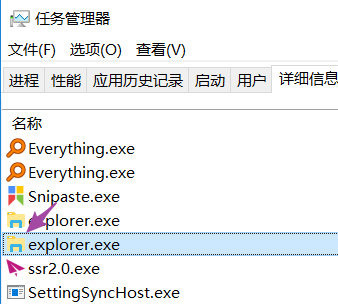 任务管理器
文件(F) 选项(O) 查看(V)
进程 性能 应用历史记录 启动 用户 详细信息
名称
Everything.exe
Everything.exe
Snipaste.exe
explorer.exe
explorer.exe
ssr2.0.exe
SettingSyncHost.exe